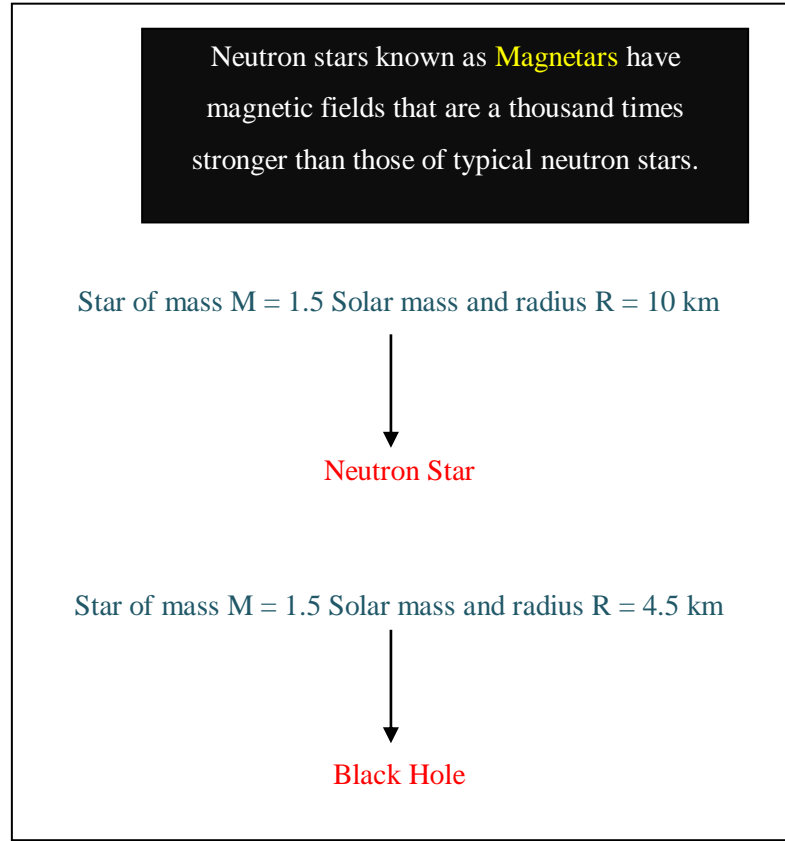 Neutron stars known as Magnetars have
magnetic fields that are a thousand times
stronger than those of typical neutron stars.
Star of mass M = 1.5 Solar mass and radius R = 10 km
Neutron Star
Star of mass M = 1.5 Solar mass and radius R = 4.5 km
Black Hole